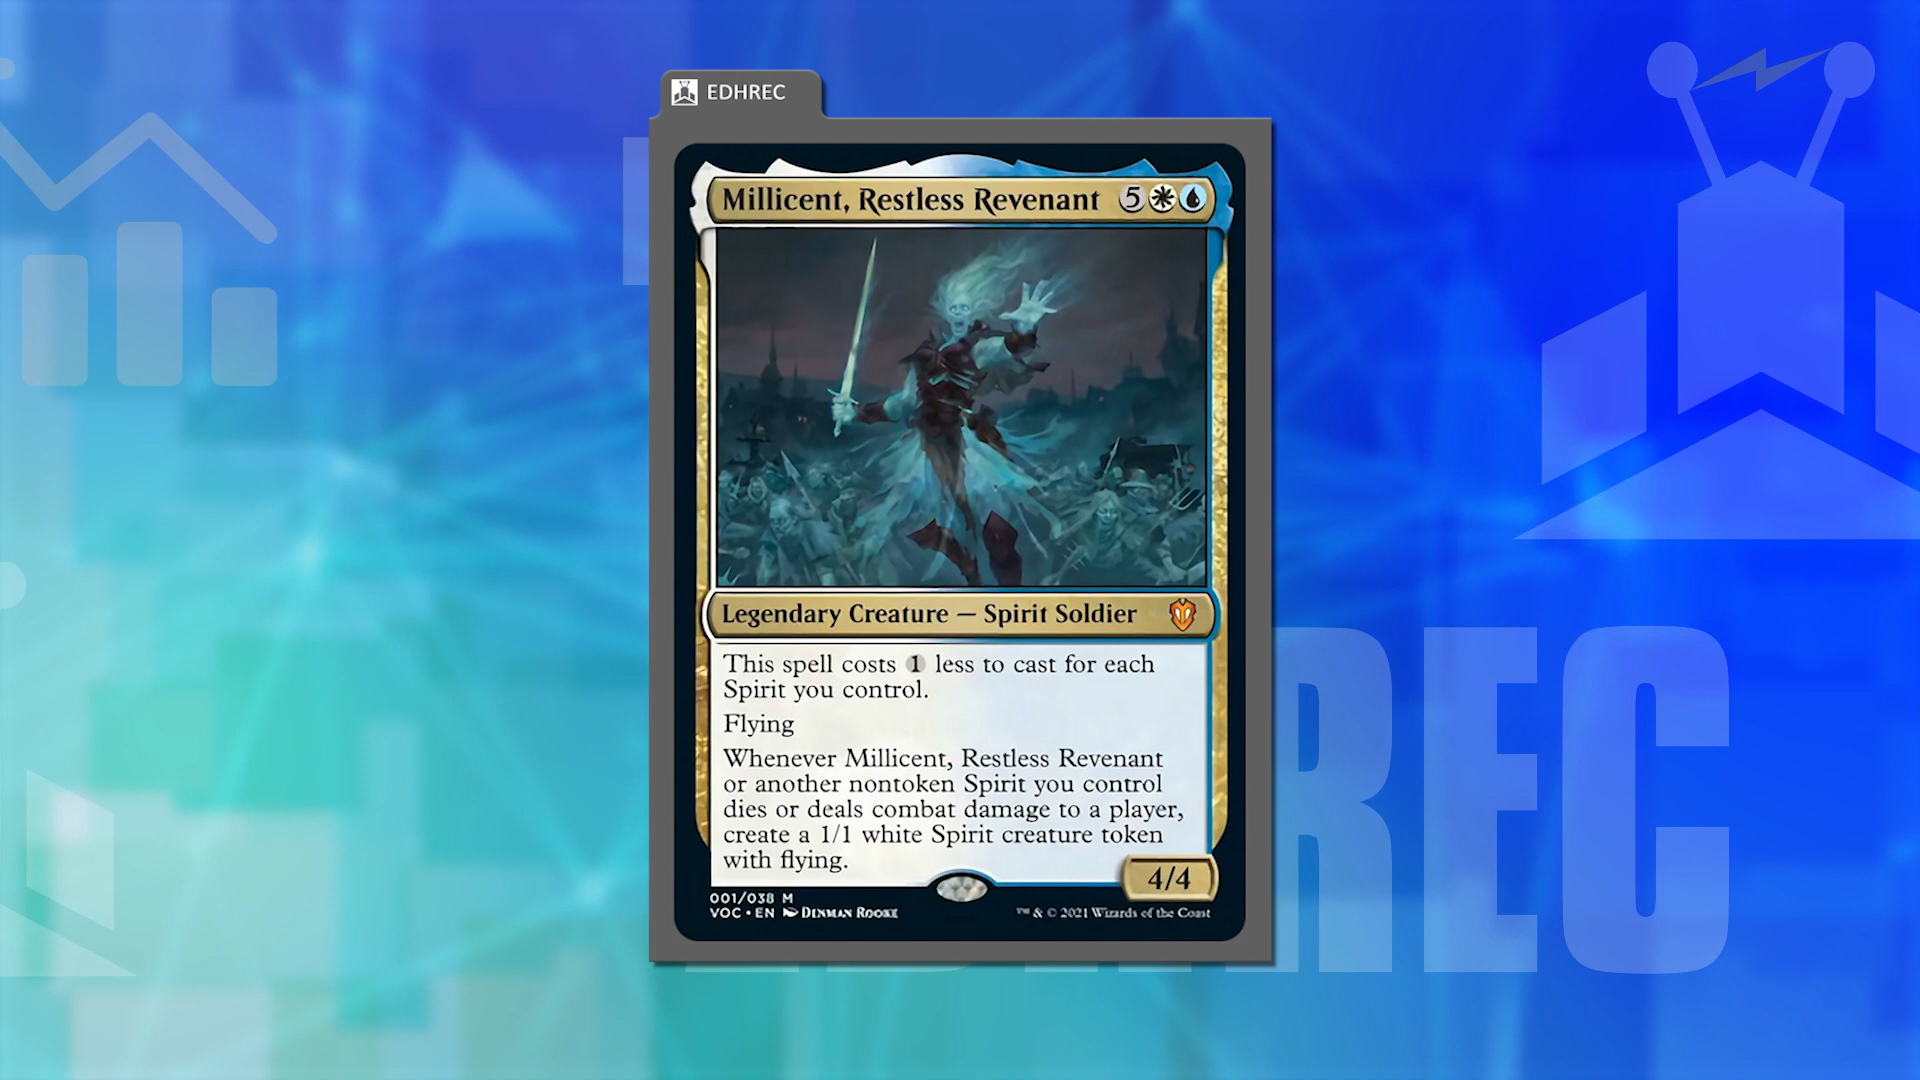 EDHREC
Millicent, Restless Revenant 5
Legendary Creature — Spirit Soldier
This spell costs 1 less to cast for each
Spirit you control.
Flying
Whenever Millicent, Restless Revenant
or another nontoken Spirit you control
dies or deals combat damage to a player,
create a 1/1 white Spirit creature token
with flying.
4/4
001/038 M
VOC • EN Dinman Rooke
™ & © 2021 Wizards of the Coast
REC